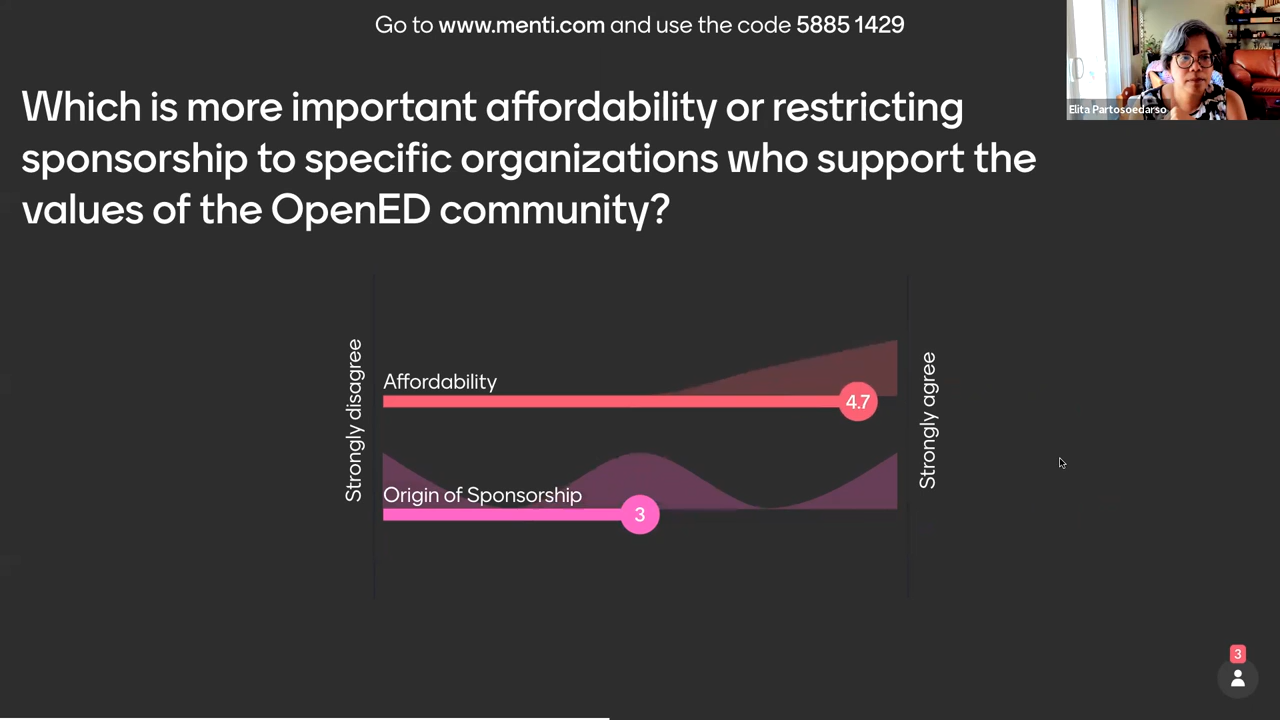 Go to www.menti.com and use the code 5885 1429
Elita Partosoedarso
Which is more important affordability or restricting
sponsorship to specific organizations who support the
values of the OpenED community?
Strongly disagree
Affordability
4.7
Origin of Sponsorship
3
Strongly agree
3